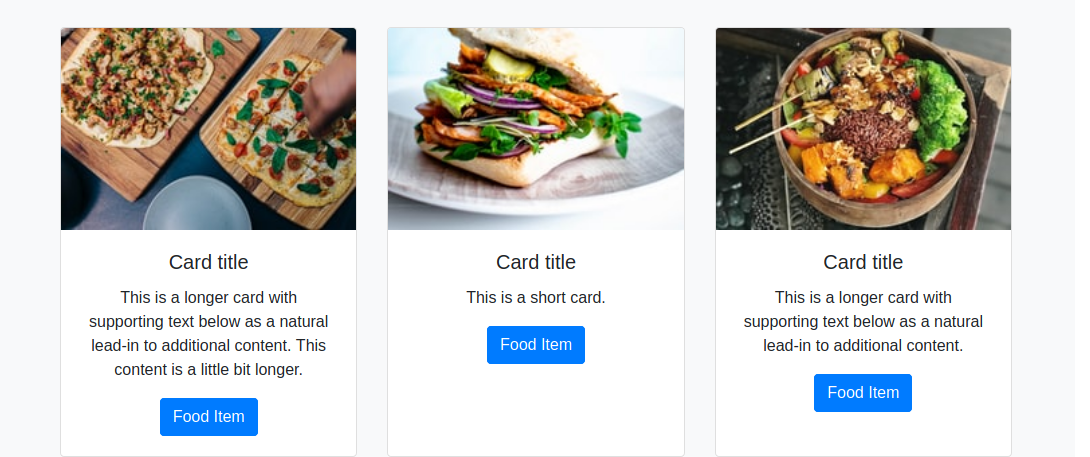 Card title
This is a longer card with
supporting text below as a natural
lead-in to additional content. This
content is a little bit longer.
Food Item
Card title
This is a short card.
Food Item
Card title
This is a longer card with
supporting text below as a natural
lead-in to additional content.
Food Item